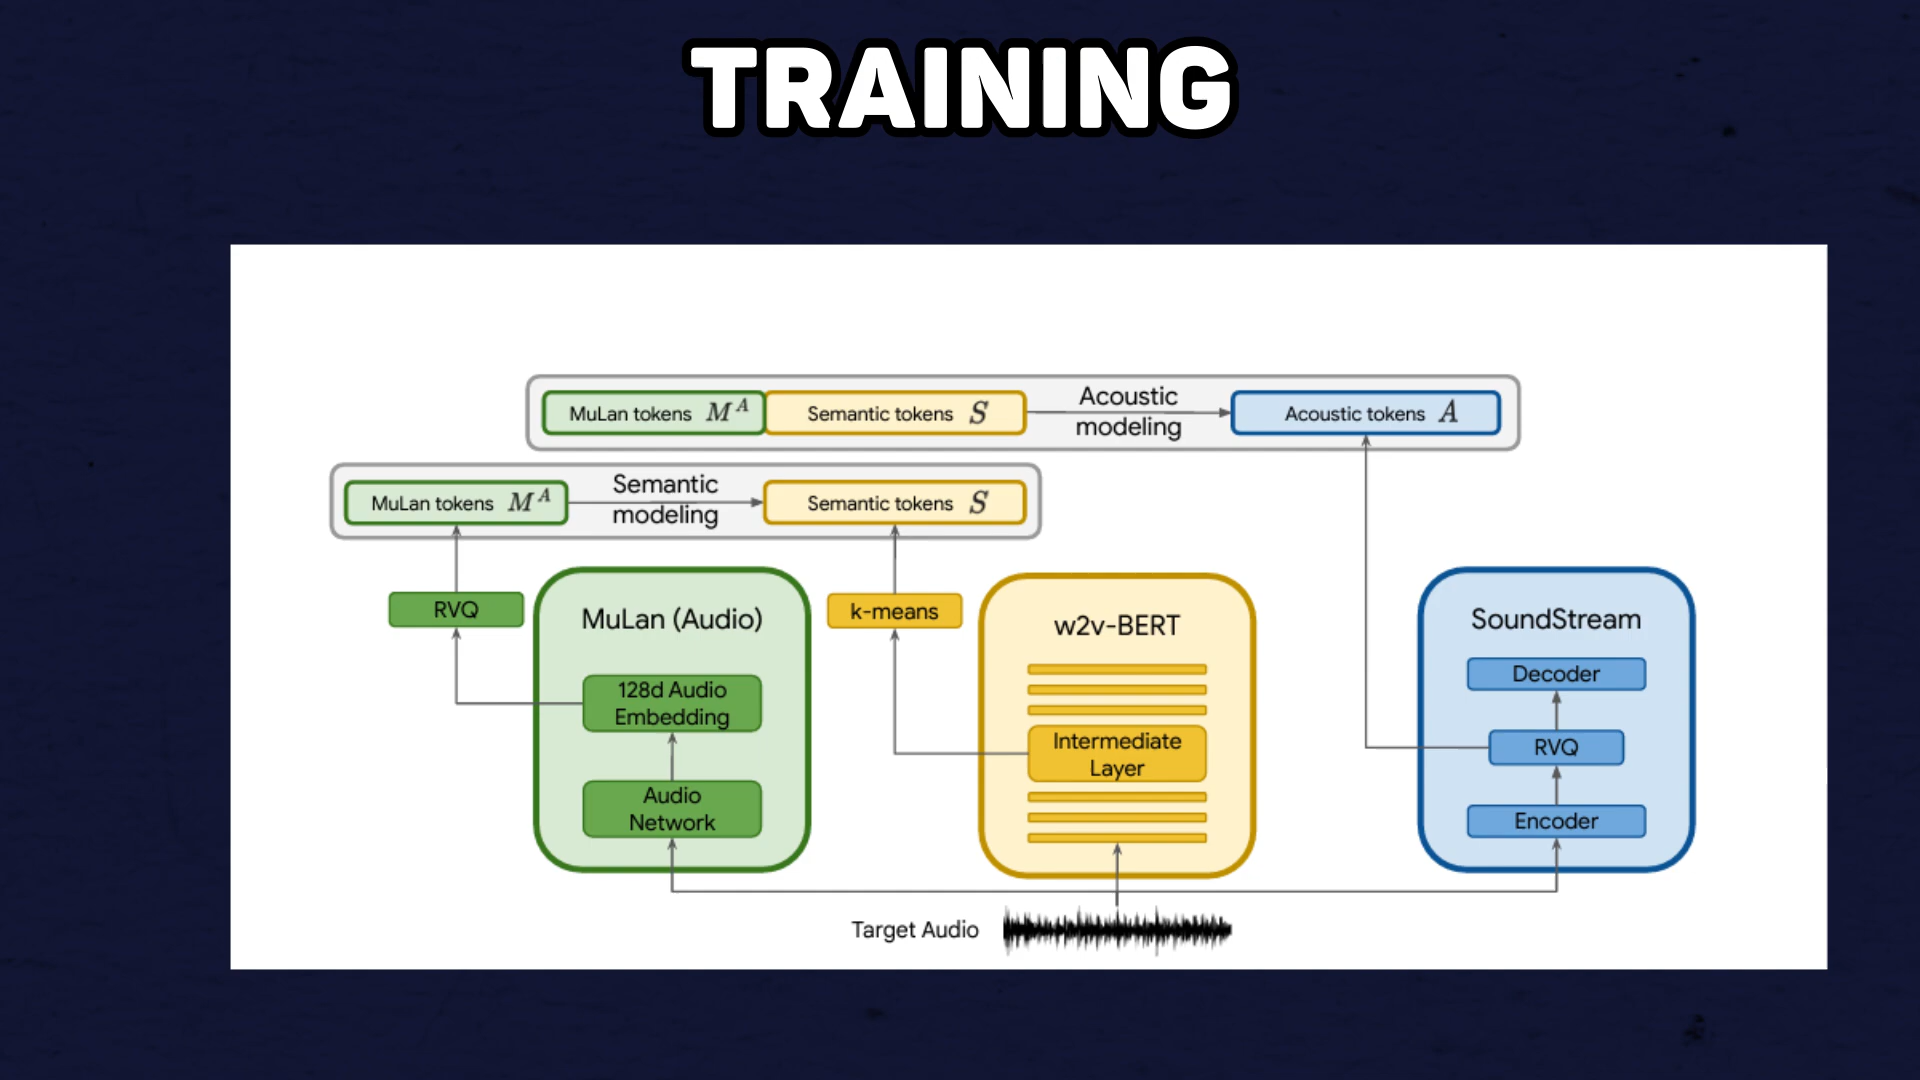 TRAINING
MuLan tokens M^A
Semantic tokens S
Acoustic
modeling
Acoustic tokens A
MuLan tokens M^A
Semantic
modeling
Semantic tokens S
RVQ
MuLan (Audio)
128d Audio
Embedding
Audio
Network
k-means
w2v-BERT
Intermediate
Layer
SoundStream
Decoder
RVQ
Encoder
Target Audio